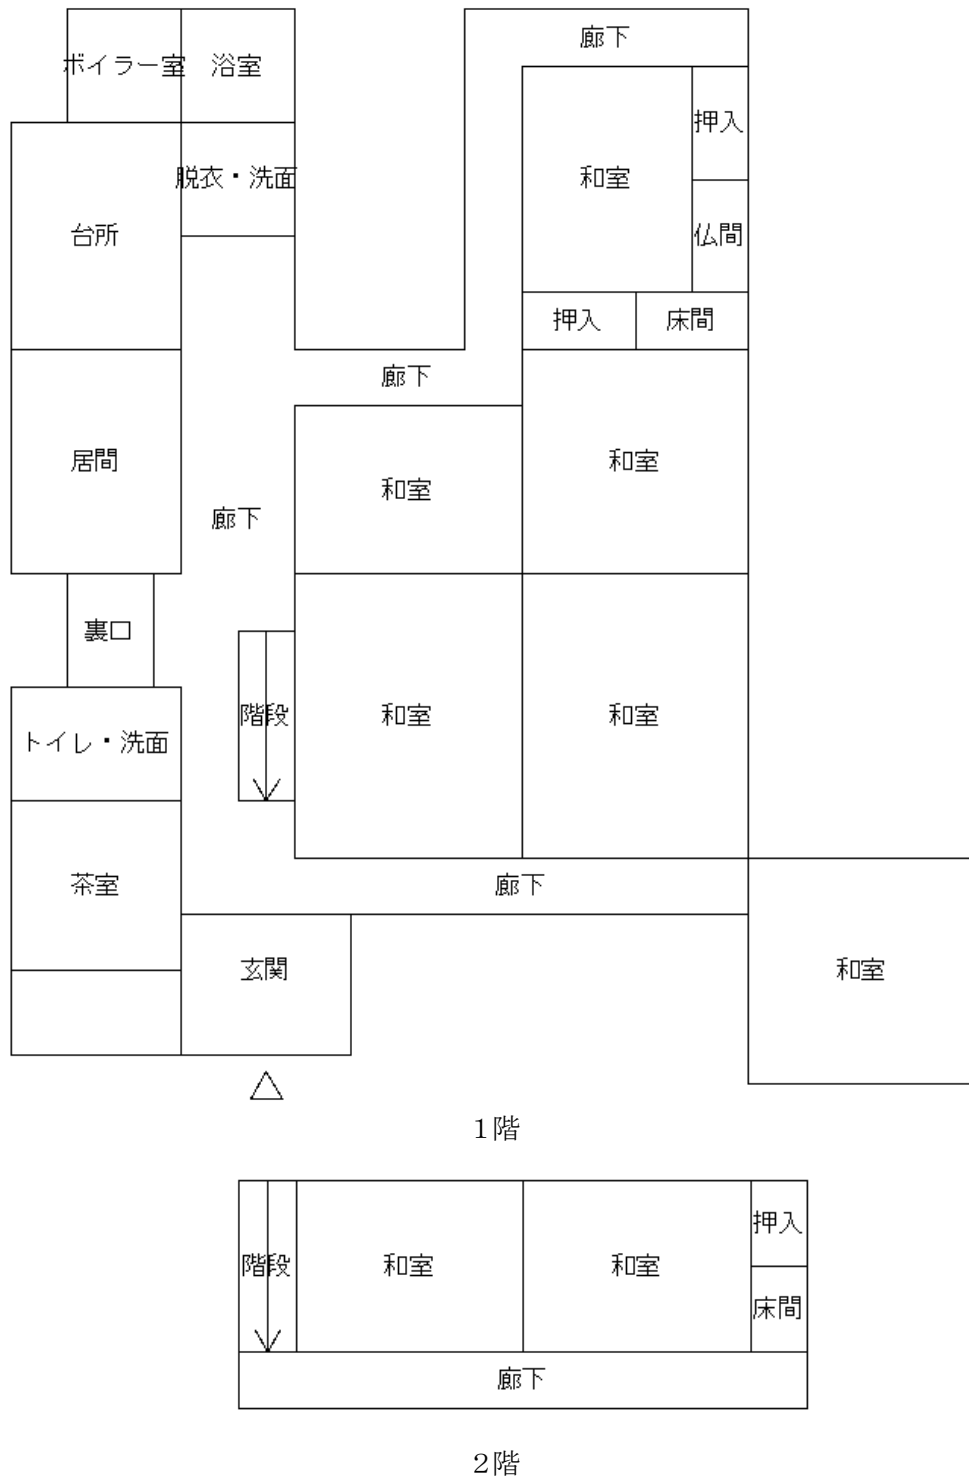 廊下
ボイラー室 浴室
押入
脱衣・洗面
和室
台所
仏間
押入
床間
廊下
居間
和室
和室
廊下
裏口
階段
和室
和室
トイレ・洗面
茶室
廊下
玄関
和室
1階
階段
和室
和室
押入
床間
廊下
2階